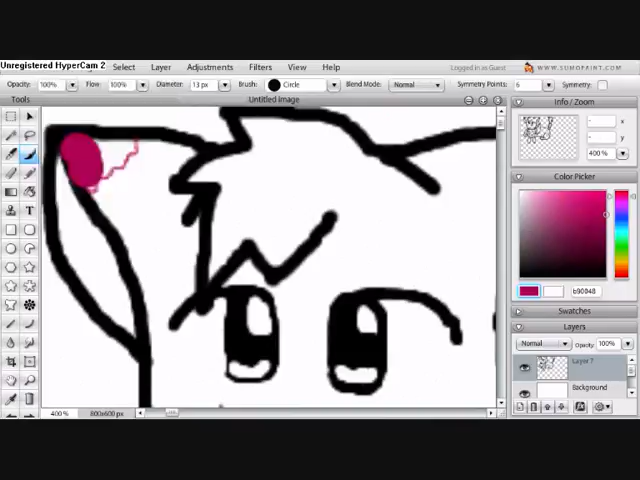 Unregistered HyperCam 2
Select Layer Adjustments Filters View Help Logged in as Guest WWW.SUMOPAINT.COM
Opacity: 100% Flow: 100% Diameter: 13 px Brush: Circle Blend Mode: Normal Symmetry Points: 6 Symmetry:
Tools Untitled image Info / Zoom
400 %
Color Picker
b90048
Swatches
Layers
Normal Opacity: 100%
Layer 7
Background
400 % 800x600 px